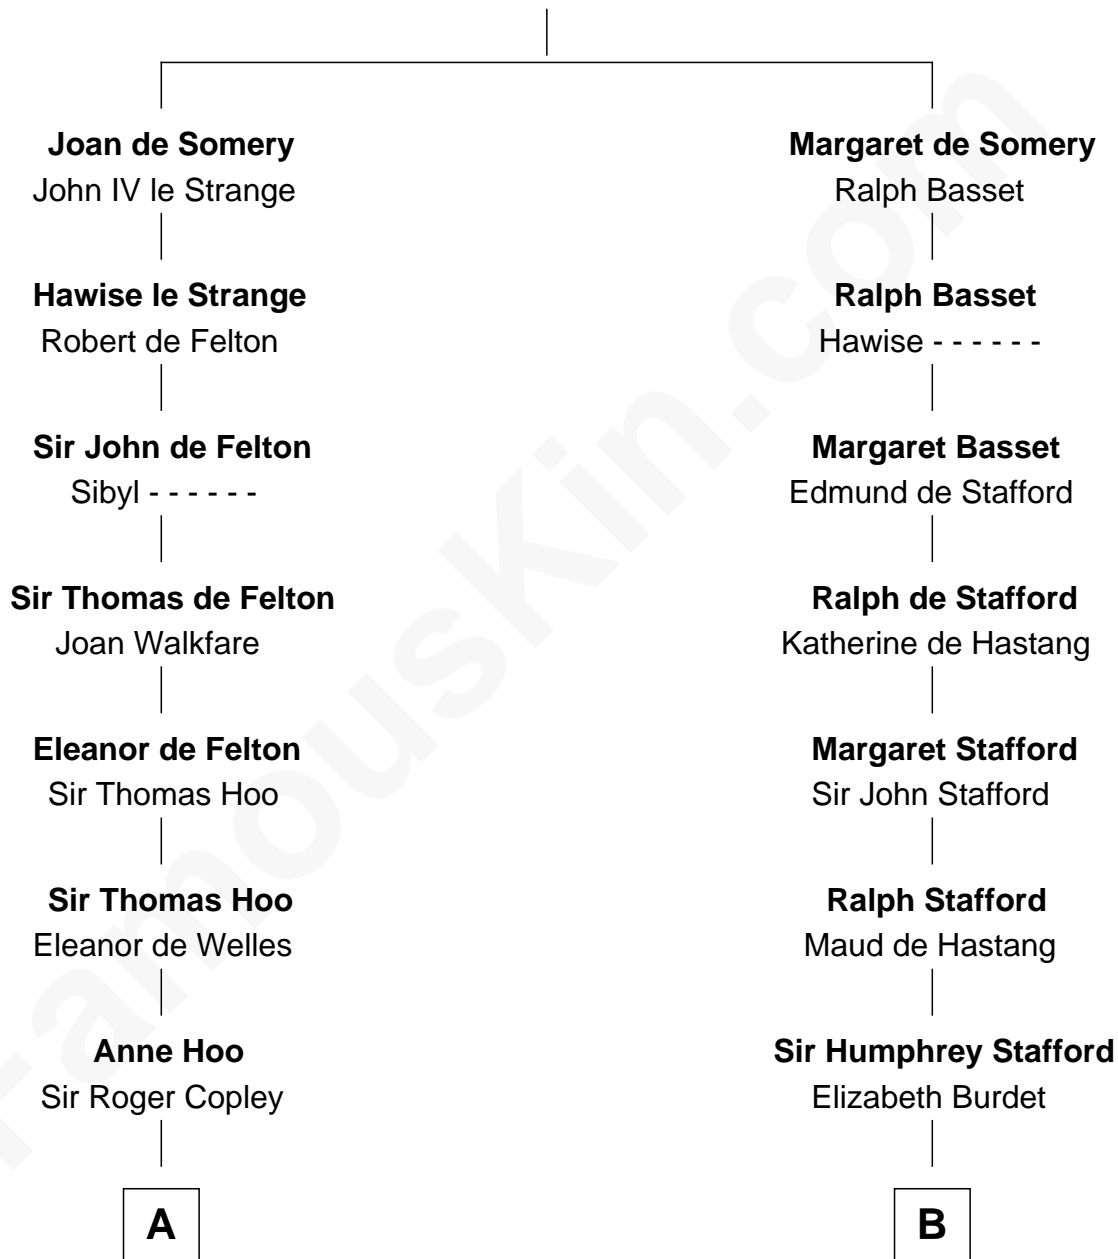 Joan de Somery
John IV le Strange
Hawise le Strange
Robert de Felton
Sir John de Felton
Sibyl - - - - - -
Sir Thomas de Felton
Joan Walkfare
Eleanor de Felton
Sir Thomas Hoo
Sir Thomas Hoo
Eleanor de Welles
Anne Hoo
Sir Roger Copley
A
Margaret de Somery
Ralph Basset
Ralph Basset
Hawise - - - - - -
Margaret Basset
Edmund de Stafford
Ralph de Stafford
Katherine de Hastang
Margaret Stafford
Sir John Stafford
Ralph Stafford
Maud de Hastang
Sir Humphrey Stafford
Elizabeth Burdet
B
FamousKin.com